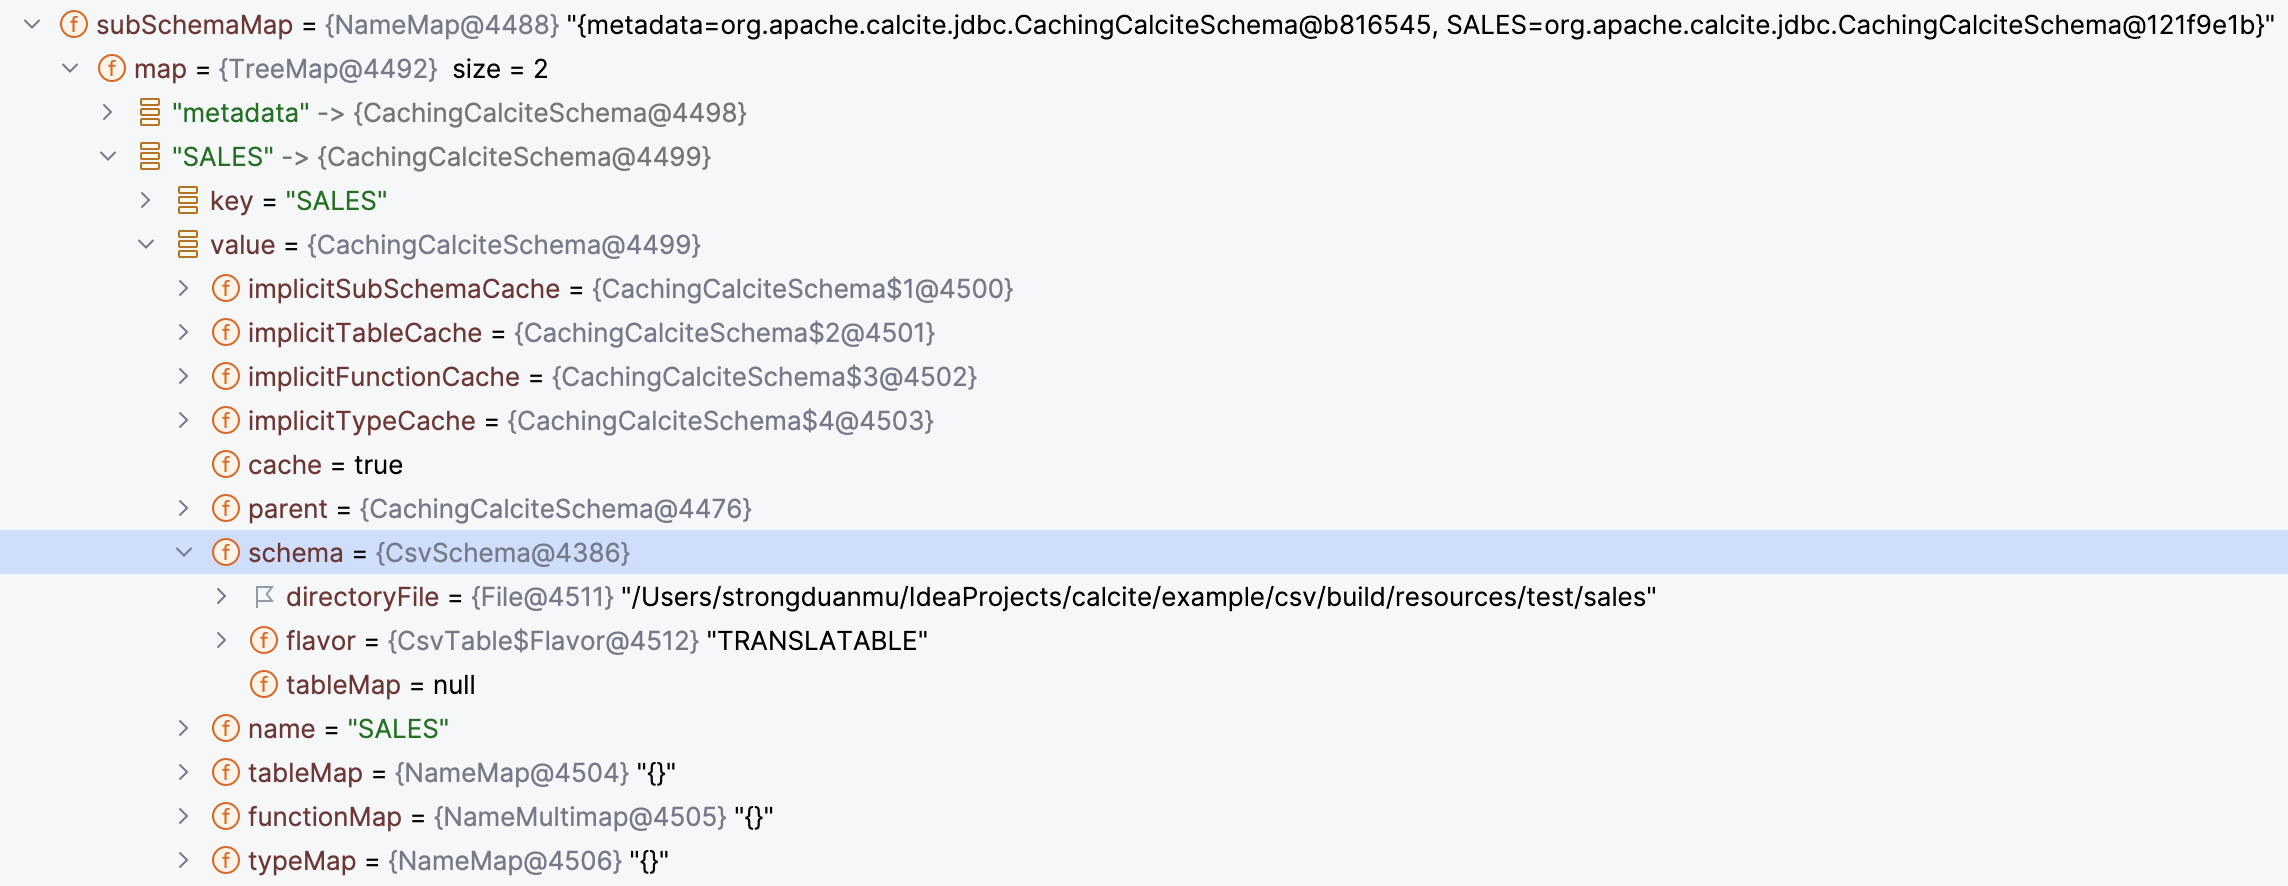 subSchemaMap = {NameMap@4488} "{metadata=org.apache.calcite.jdbc.CachingCalciteSchema@b816545, SALES=org.apache.calcite.jdbc.CachingCalciteSchema@121f9e1b}"
map = {TreeMap@4492} size = 2
"metadata" -> {CachingCalciteSchema@4498}
"SALES" -> {CachingCalciteSchema@4499}
key = "SALES"
value = {CachingCalciteSchema@4499}
implicitSubSchemaCache = {CachingCalciteSchema$1@4500}
implicitTableCache = {CachingCalciteSchema$2@4501}
implicitFunctionCache = {CachingCalciteSchema$3@4502}
implicitTypeCache = {CachingCalciteSchema$4@4503}
cache = true
parent = {CachingCalciteSchema@4476}
schema = {CsvSchema@4386}
directoryFile = {File@4511} "/Users/strongduanmu/IdeaProjects/calcite/example/csv/build/resources/test/sales"
flavor = {CsvTable$Flavor@4512} "TRANSLATABLE"
tableMap = null
name = "SALES"
tableMap = {NameMap@4504} "{}"
functionMap = {NameMultimap@4505} "{}"
typeMap = {NameMap@4506} "{}"